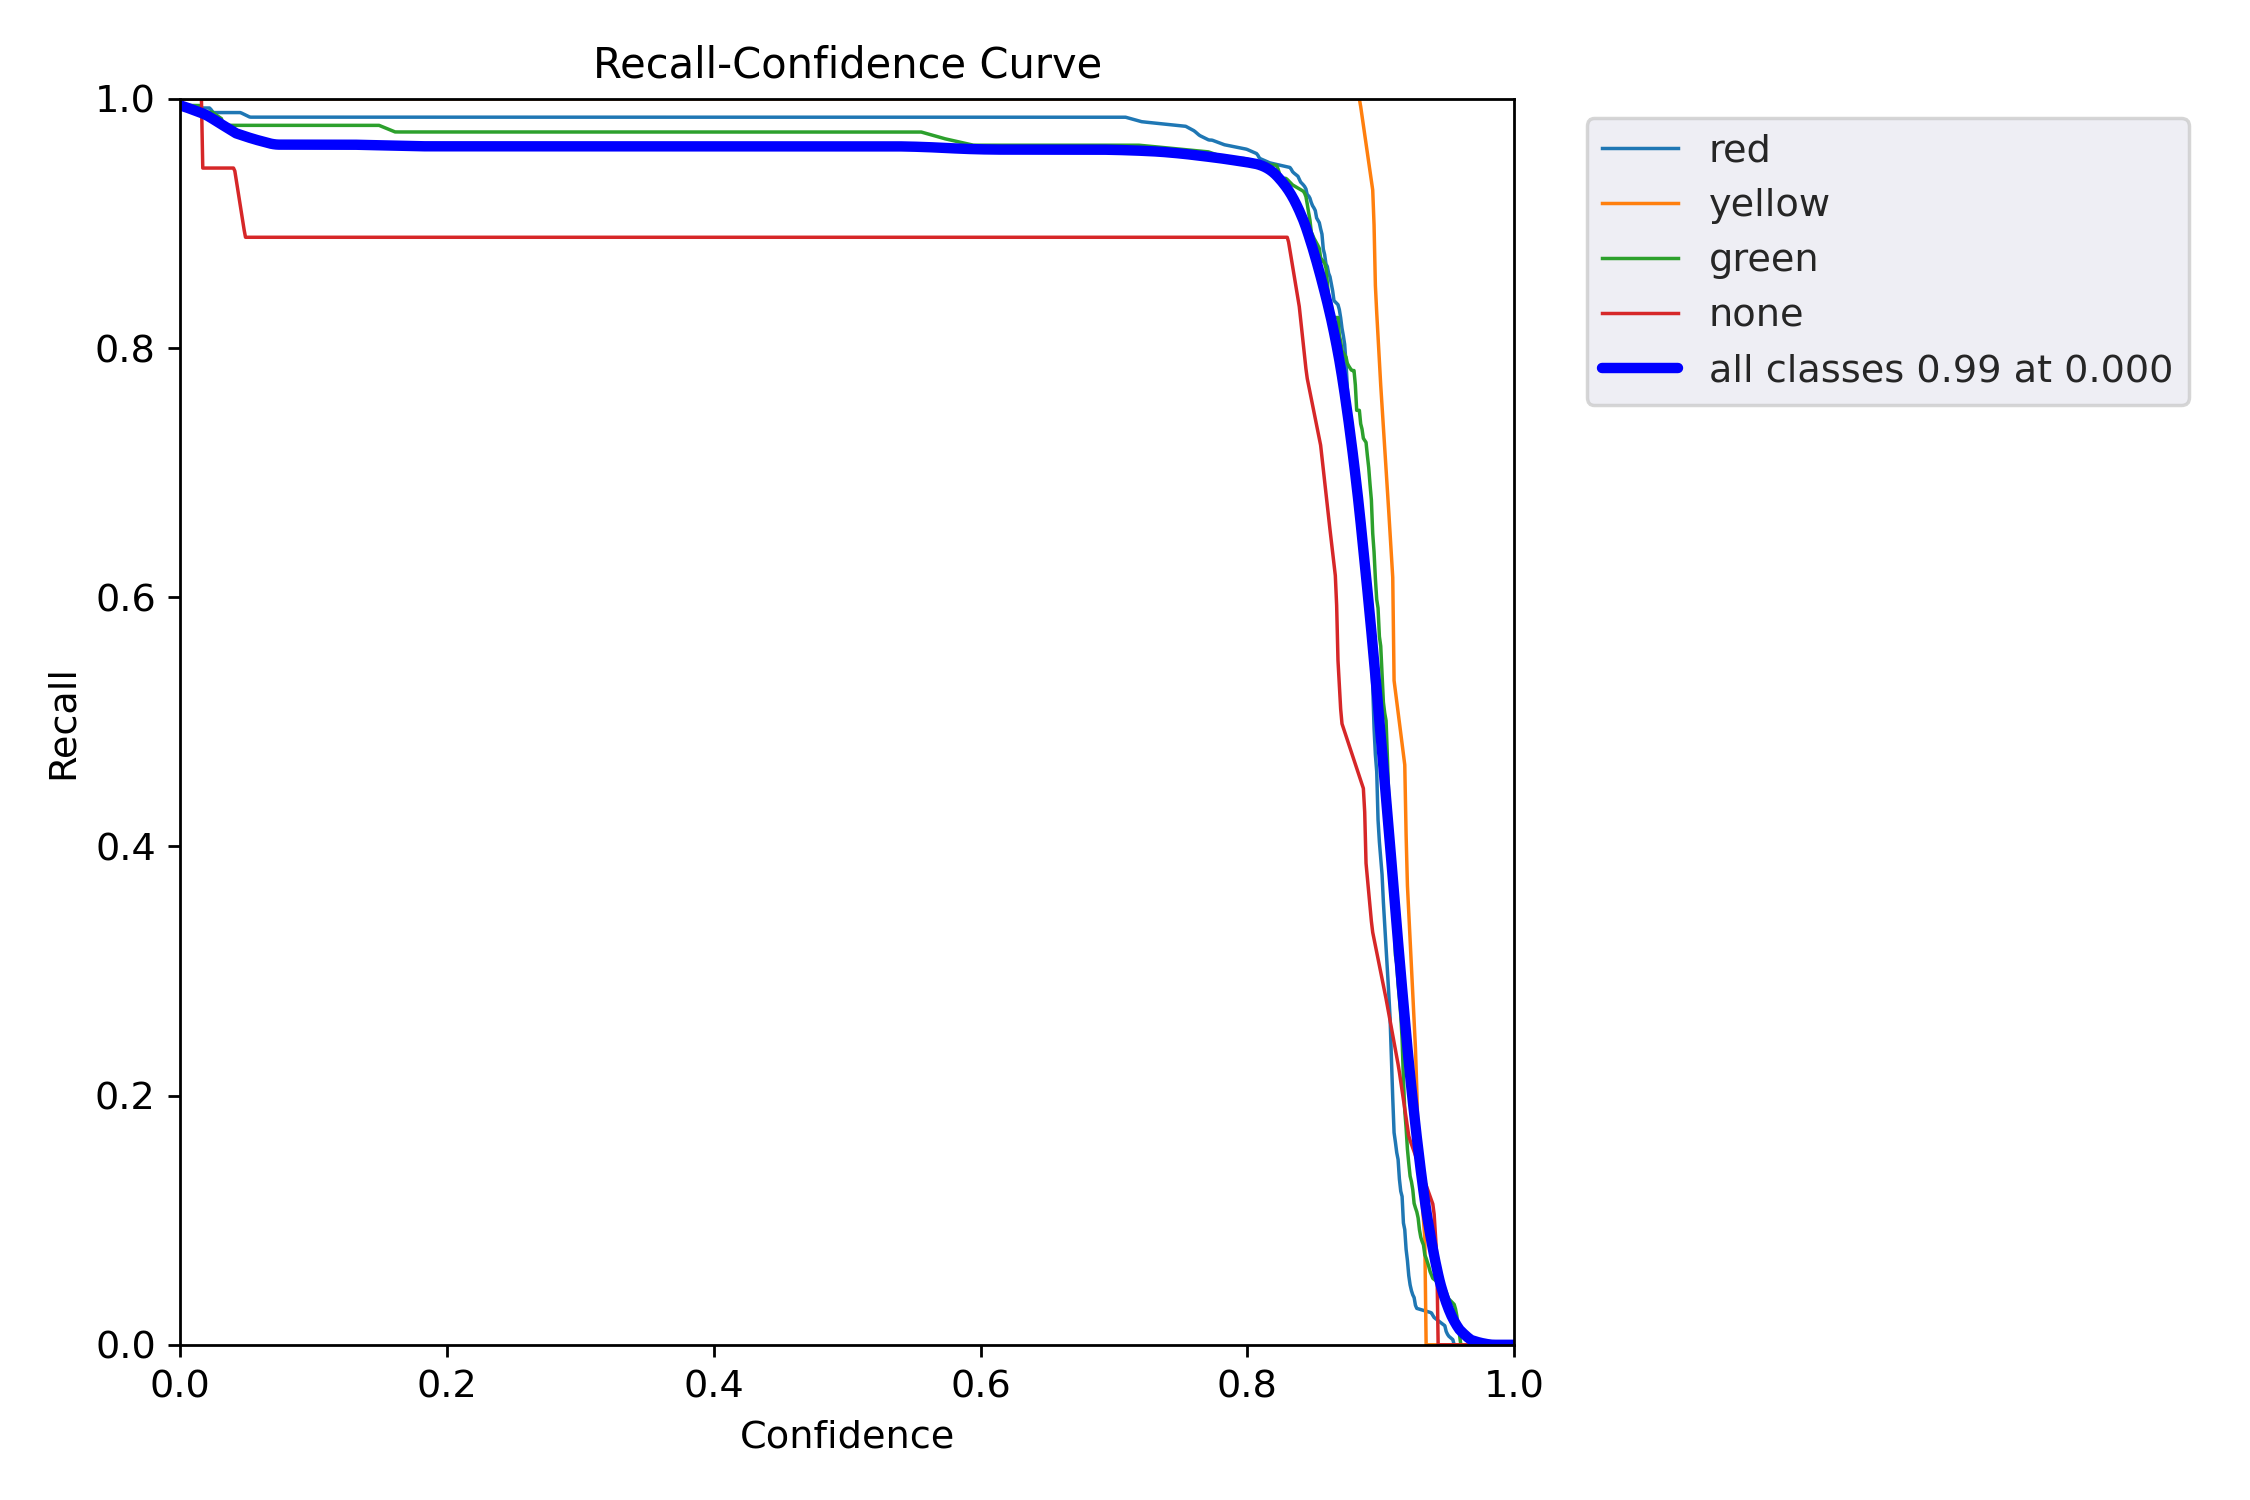 Recall-Confidence Curve
1.0
0.8
0.6
0.4
0.2
0.0
Recall
0.0 0.2 0.4 0.6 0.8 1.0
Confidence
red
yellow
green
none
all classes 0.99 at 0.000